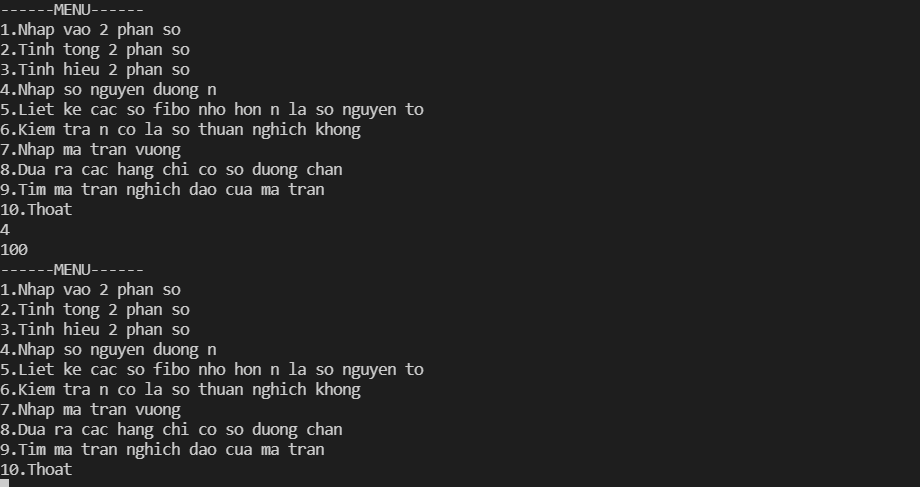 ------MENU------
1.Nhap vao 2 phan so
2.Tinh tong 2 phan so
3.Tinh hieu 2 phan so
4.Nhap so nguyen duong n
5.Liet ke cac so fibo nho hon n la so nguyen to
6.Kiem tra n co la so thuan nghich khong
7.Nhap ma tran vuong
8.Dua ra cac hang chi co so duong chan
9.Tim ma tran nghich dao cua ma tran
10.Thoat
4
100
------MENU------
1.Nhap vao 2 phan so
2.Tinh tong 2 phan so
3.Tinh hieu 2 phan so
4.Nhap so nguyen duong n
5.Liet ke cac so fibo nho hon n la so nguyen to
6.Kiem tra n co la so thuan nghich khong
7.Nhap ma tran vuong
8.Dua ra cac hang chi co so duong chan
9.Tim ma tran nghich dao cua ma tran
10.Thoat